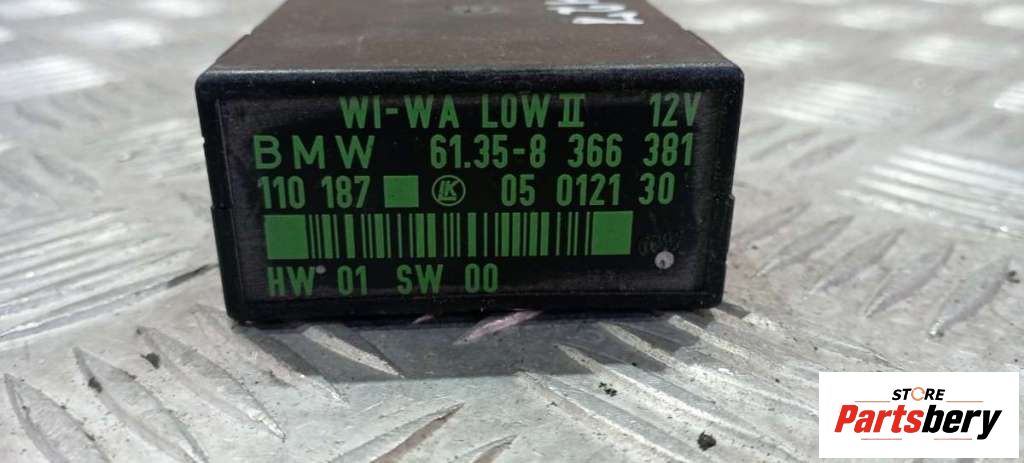 WI-WA LOW II 12V
BMW 61.35-8 366 381
110 187 LK 05 0121 30
HW 01 SW 00
STORE
Partsbery